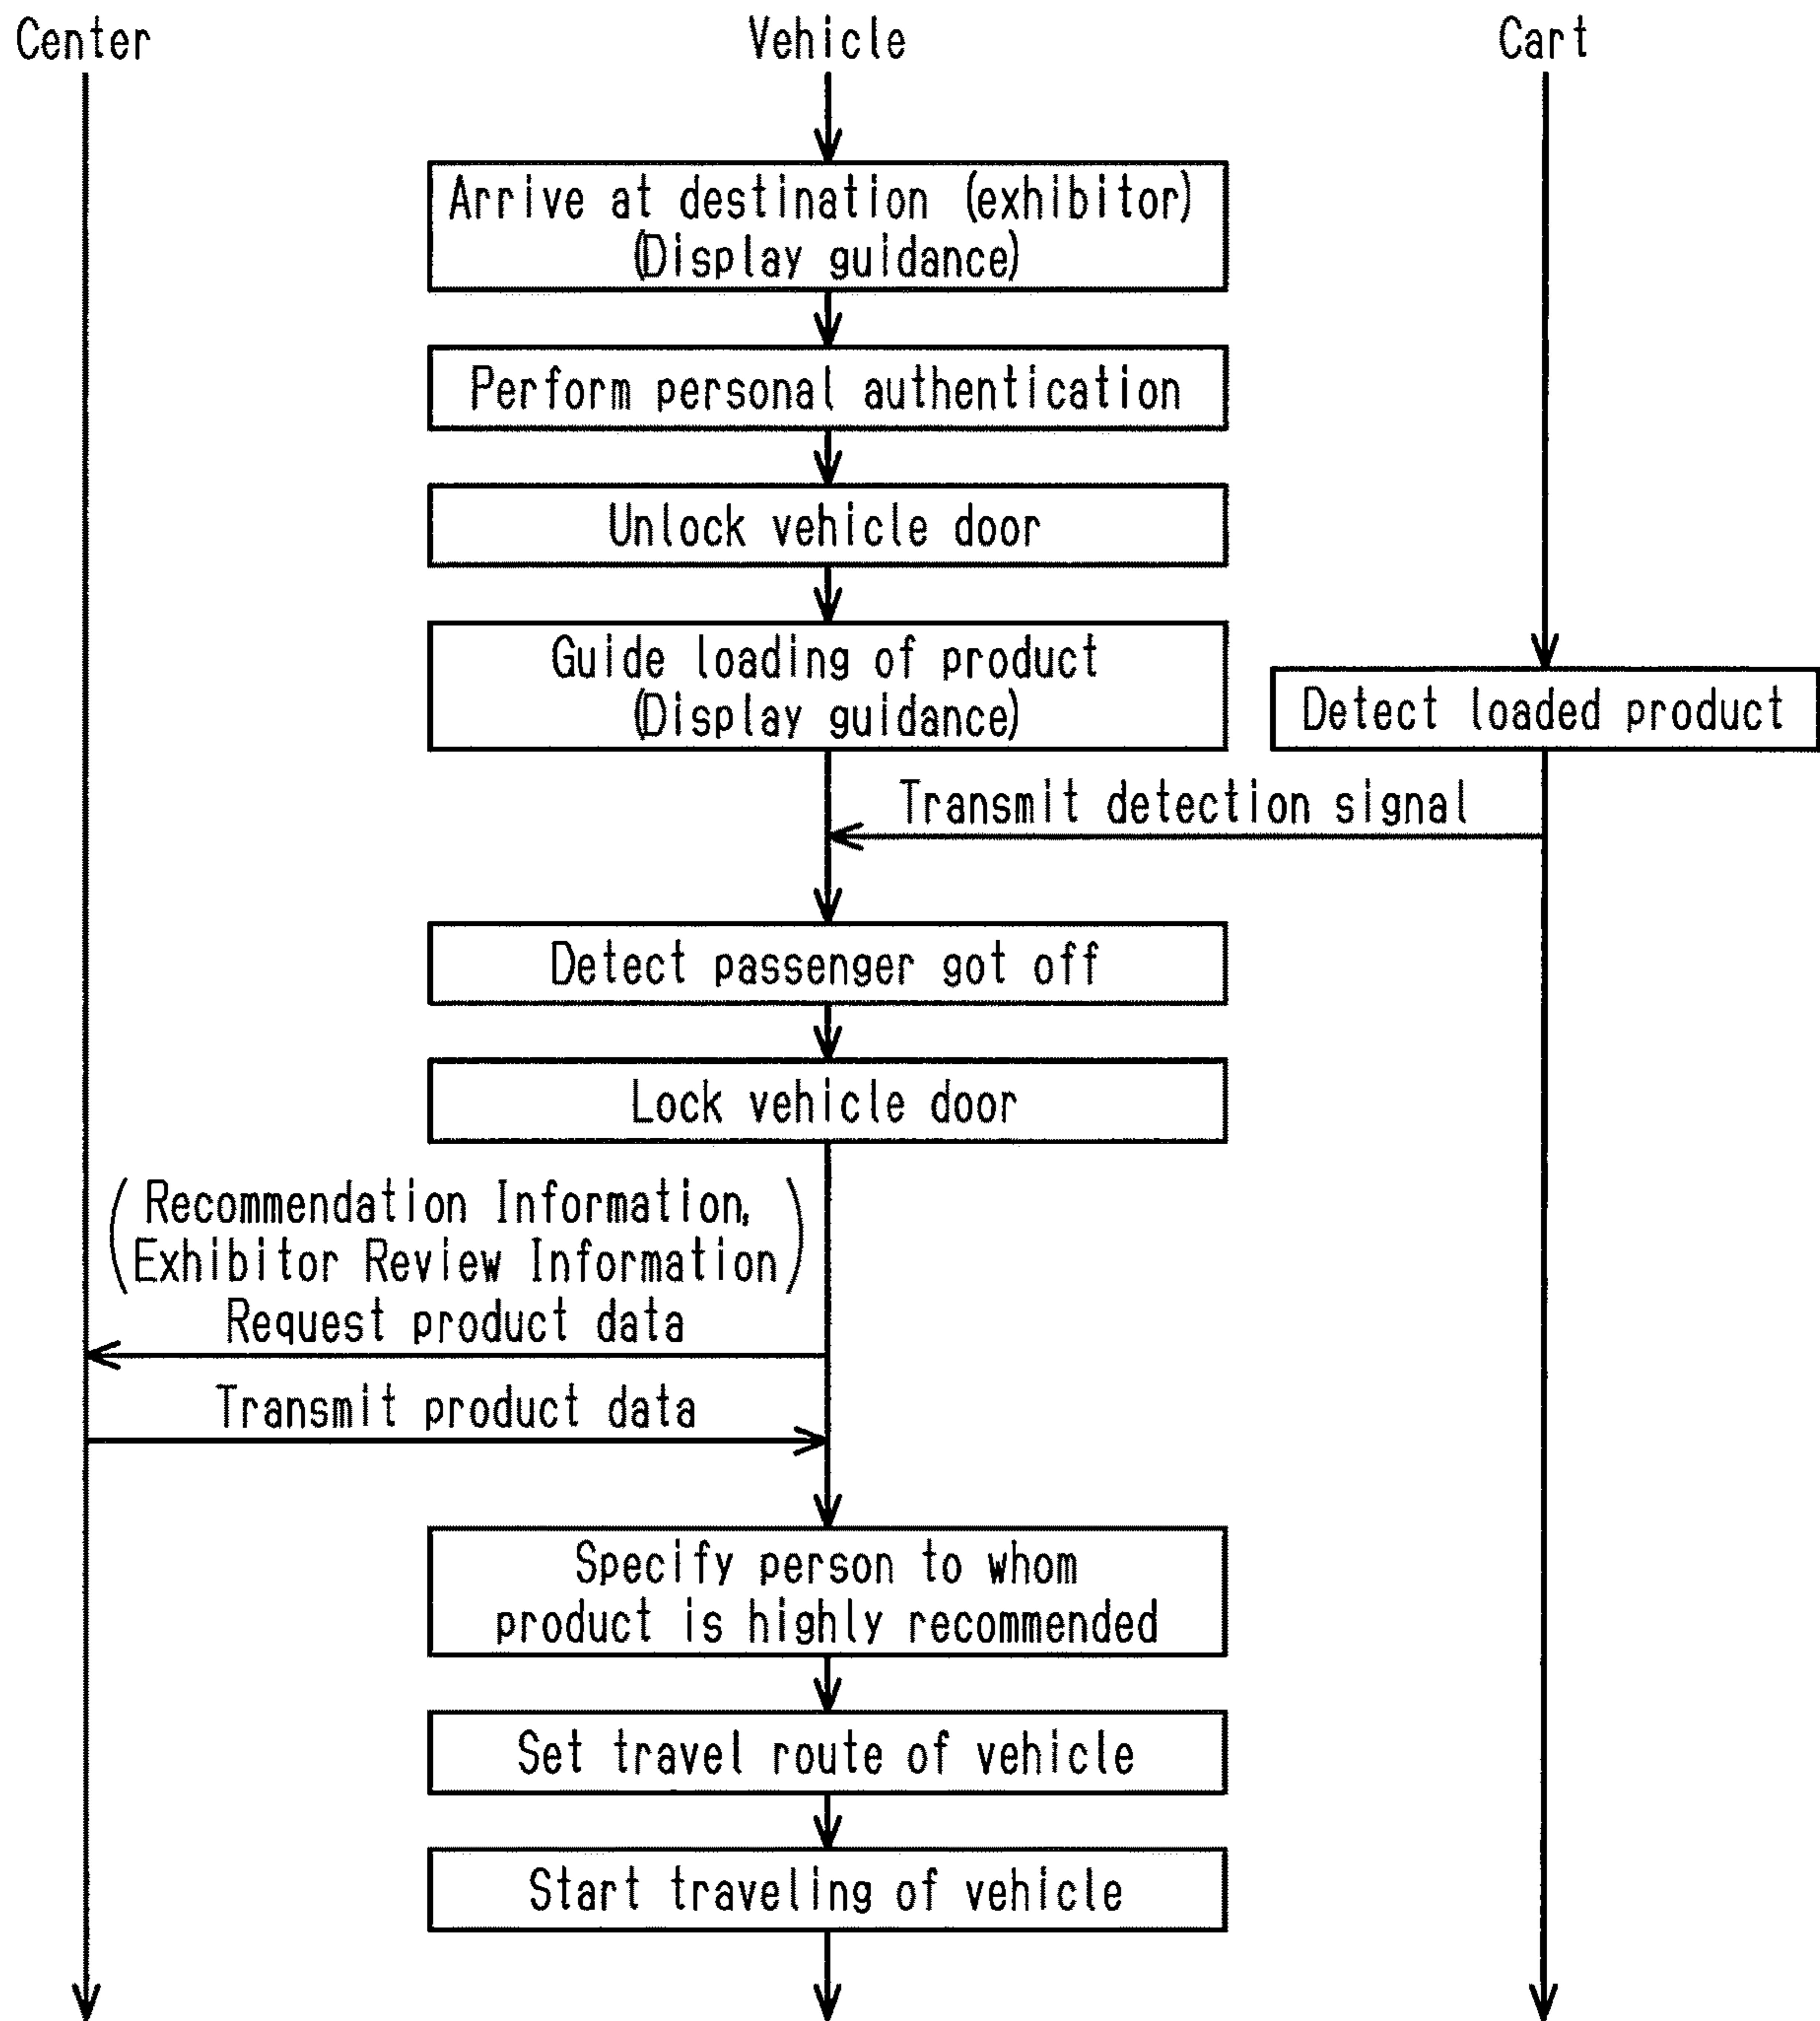 Center
Vehicle
Cart
Arrive at destination (exhibitor)
(Display guidance)
Perform personal authentication
Unlock vehicle door
Guide loading of product
(Display guidance)
Detect loaded product
Transmit detection signal
Detect passenger got off
Lock vehicle door
(Recommendation Information,
Exhibitor Review Information)
Request product data
Transmit product data
Specify person to whom
product is highly recommended
Set travel route of vehicle
Start traveling of vehicle